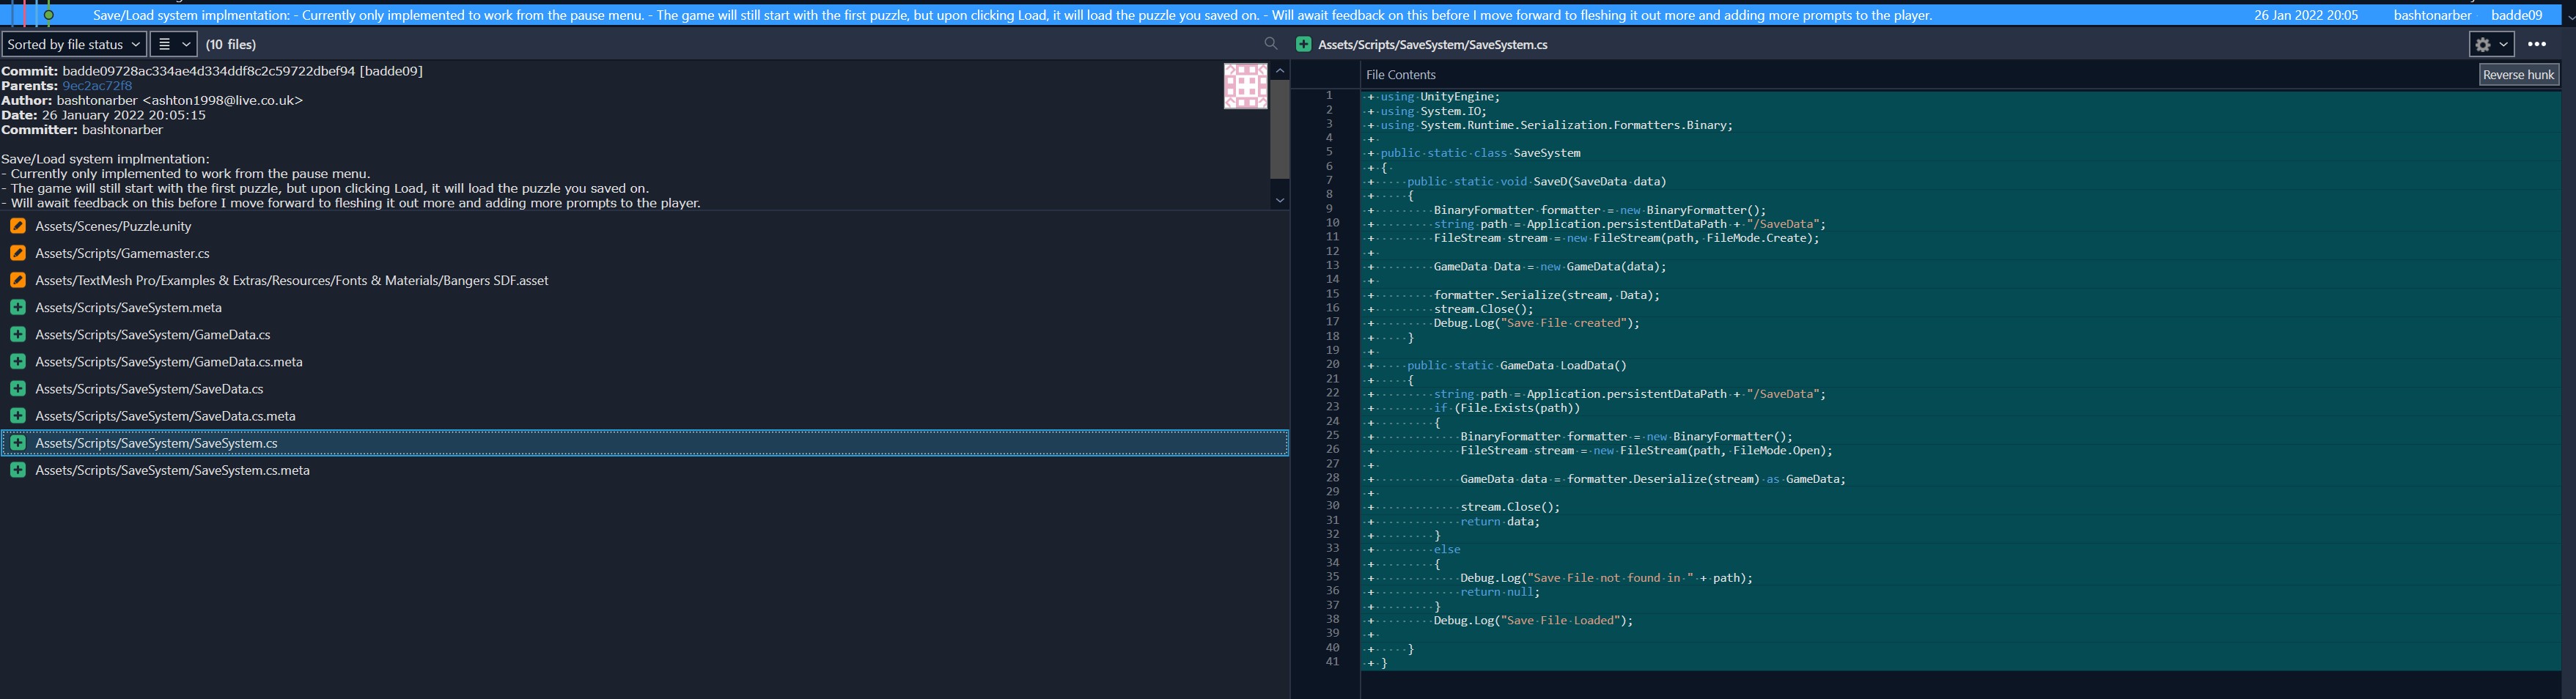 Save/Load system implmentation: - Currently only implemented to work from the pause menu. - The game will still start with the first puzzle, but upon clicking Load, it will load the puzzle you saved on. - Will await feedback on this before I move forward to fleshing it out more and adding more prompts to the player. 26 Jan 2022 20:05 bashtonarber badde09
Sorted by file status (10 files)
Commit: badde09728ac334ae4d334ddf8c2c59722dbef94 [badde09]
Parents: 9ec2ac72f8
Author: bashtonarber <ashton1998@live.co.uk>
Date: 26 January 2022 20:05:15
Committer: bashtonarber
Save/Load system implmentation:
- Currently only implemented to work from the pause menu.
- The game will still start with the first puzzle, but upon clicking Load, it will load the puzzle you saved on.
- Will await feedback on this before I move forward to fleshing it out more and adding more prompts to the player.
Assets/Scenes/Puzzle.unity
Assets/Scripts/Gamemaster.cs
Assets/TextMesh Pro/Examples & Extras/Resources/Fonts & Materials/Bangers SDF.asset
Assets/Scripts/SaveSystem.meta
Assets/Scripts/SaveSystem/GameData.cs
Assets/Scripts/SaveSystem/GameData.cs.meta
Assets/Scripts/SaveSystem/SaveData.cs
Assets/Scripts/SaveSystem/SaveData.cs.meta
Assets/Scripts/SaveSystem/SaveSystem.cs
Assets/Scripts/SaveSystem/SaveSystem.cs.meta
Assets/Scripts/SaveSystem/SaveSystem.cs
File Contents
Reverse hunk
1 + using UnityEngine;
2 + using System.IO;
3 + using System.Runtime.Serialization.Formatters.Binary;
4 +
5 + public static class SaveSystem
6 + {
7 + public static void SaveD(SaveData data)
8 + {
9 + BinaryFormatter formatter = new BinaryFormatter();
10 + string path = Application.persistentDataPath + "/SaveData";
11 + FileStream stream = new FileStream(path, FileMode.Create);
12 +
13 + GameData Data = new GameData(data);
14 +
15 + formatter.Serialize(stream, Data);
16 + stream.Close();
17 + Debug.Log("Save File created");
18 + }
19 +
20 + public static GameData LoadData()
21 + {
22 + string path = Application.persistentDataPath + "/SaveData";
23 + if (File.Exists(path))
24 + {
25 + BinaryFormatter formatter = new BinaryFormatter();
26 + FileStream stream = new FileStream(path, FileMode.Open);
27 +
28 + GameData data = formatter.Deserialize(stream) as GameData;
29 +
30 + stream.Close();
31 + return data;
32 + }
33 + else
34 + {
35 + Debug.Log("Save File not found in " + path);
36 + return null;
37 + }
38 + Debug.Log("Save File Loaded");
39 +
40 + }
41 + }